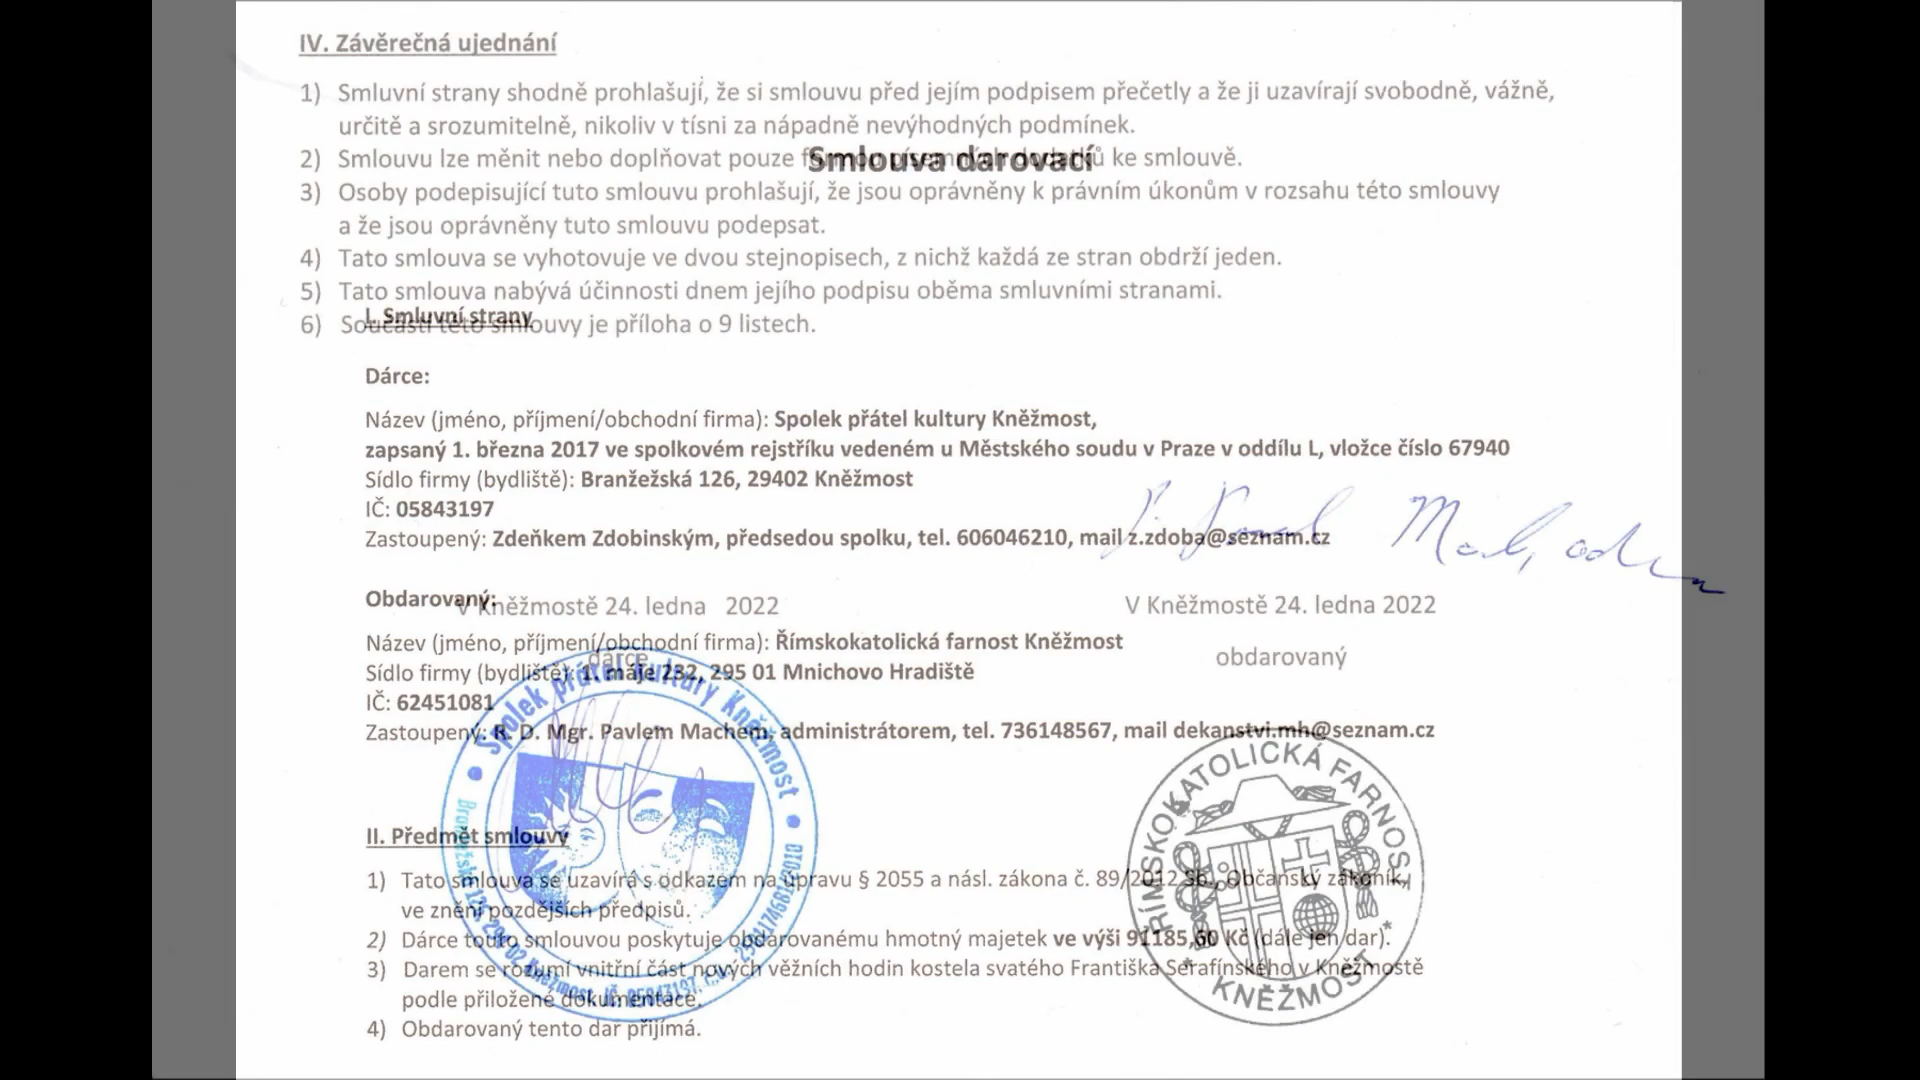 IV. Závěrečná ujednání
1) Smluvní strany shodně prohlašují, že si smlouvu před jejím podpisem přečetly a že ji uzavírají svobodně, vážně,
určitě a srozumitelně, nikoliv v tísni za nápadně nevýhodných podmínek.
2) Smlouvu lze měnit nebo doplňovat pouze ke smlouvě.
Smlouva darovací
3) Osoby podepisující tuto smlouvu prohlašují, že jsou oprávněny k právním úkonům v rozsahu této smlouvy
a že jsou oprávněny tuto smlouvu podepsat.
4) Tato smlouva se vyhotovuje ve dvou stejnopisech, z nichž každá ze stran obdrží jeden.
5) Tato smlouva nabývá účinnosti dnem jejího podpisu oběma smluvními stranami.
I. Smluvní strany
6) Součástí této smlouvy je příloha o 9 listech.
Dárce:
Název (jméno, příjmení/obchodní firma): Spolek přátel kultury Kněžmost,
zapsaný 1. března 2017 ve spolkovém rejstříku vedeném u Městského soudu v Praze v oddílu L, vložce číslo 67940
Sídlo firmy (bydliště): Branžežská 126, 29402 Kněžmost
IČ: 05843197
Zastoupený: Zdeňkem Zdobinským, předsedou spolku, tel. 606046210, mail z.zdoba@seznam.cz
Obdarovaný:
V Kněžmostě 24. ledna 2022
V Kněžmostě 24. ledna 2022
Název (jméno, příjmení/obchodní firma): Římskokatolická farnost Kněžmost
dárce
obdarovaný
Sídlo firmy (bydliště): 1. máje 232, 295 01 Mnichovo Hradiště
IČ: 62451081
Zastoupený: R. D. Mgr. Pavlem Machem, administrátorem, tel. 736148567, mail dekanstvi.mh@seznam.cz
Spolek přátel kultury Kněžmost
Branžežská 126, 294 02 Kněžmost, IČ: 05843197,
ŘÍMSKOKATOLICKÁ FARNOST
KNĚŽMOST
II. Předmět smlouvy
1) Tato smlouva se uzavírá s odkazem na úpravu § 2055 a násl. zákona č. 89/2012 Sb., Občanský zákoník,
ve znění pozdějších předpisů.
2) Dárce touto smlouvou poskytuje obdarovanému hmotný majetek ve výši 91185,60 Kč (dále jen dar).
3) Darem se rozumí vnitřní část nových věžních hodin kostela svatého Františka Serafínského v Kněžmostě
podle přiložené dokumentace.
4) Obdarovaný tento dar přijímá.